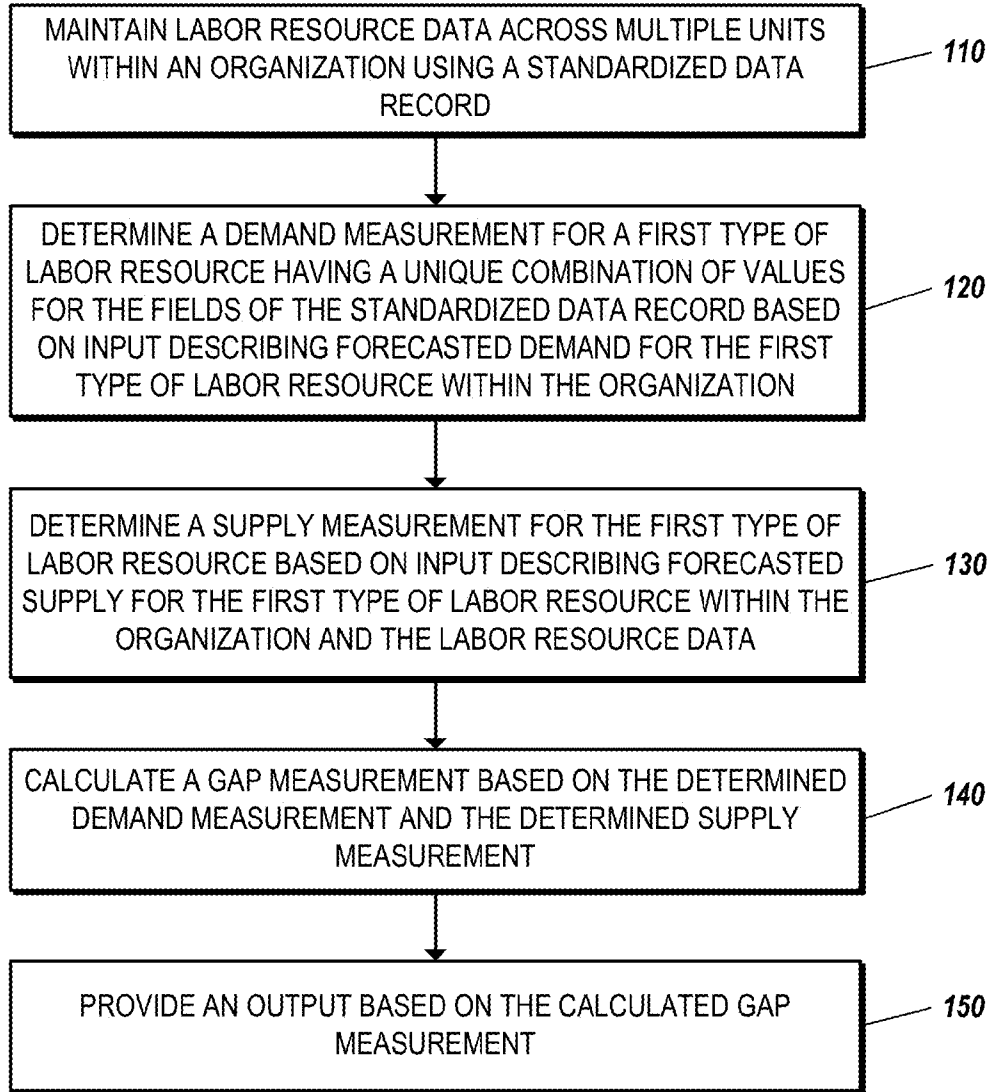 MAINTAIN LABOR RESOURCE DATA ACROSS MULTIPLE UNITS
WITHIN AN ORGANIZATION USING A STANDARDIZED DATA
RECORD
110
DETERMINE A DEMAND MEASUREMENT FOR A FIRST TYPE OF
LABOR RESOURCE HAVING A UNIQUE COMBINATION OF VALUES
FOR THE FIELDS OF THE STANDARDIZED DATA RECORD BASED
ON INPUT DESCRIBING FORECASTED DEMAND FOR THE FIRST
TYPE OF LABOR RESOURCE WITHIN THE ORGANIZATION
120
DETERMINE A SUPPLY MEASUREMENT FOR THE FIRST TYPE OF
LABOR RESOURCE BASED ON INPUT DESCRIBING FORECASTED
SUPPLY FOR THE FIRST TYPE OF LABOR RESOURCE WITHIN THE
ORGANIZATION AND THE LABOR RESOURCE DATA
130
CALCULATE A GAP MEASUREMENT BASED ON THE DETERMINED
DEMAND MEASUREMENT AND THE DETERMINED SUPPLY
MEASUREMENT
140
PROVIDE AN OUTPUT BASED ON THE CALCULATED GAP
MEASUREMENT
150